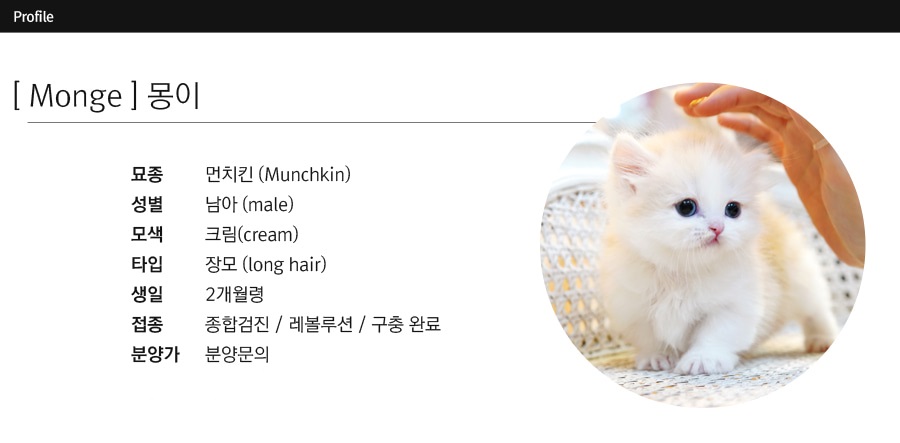 Profile
[ Monge ] 몽이
묘종 먼치킨 (Munchkin)
성별 남아 (male)
모색 크림(cream)
타입 장모 (long hair)
생일 2개월령
접종 종합검진 / 레볼루션 / 구충 완료
분양가 분양문의